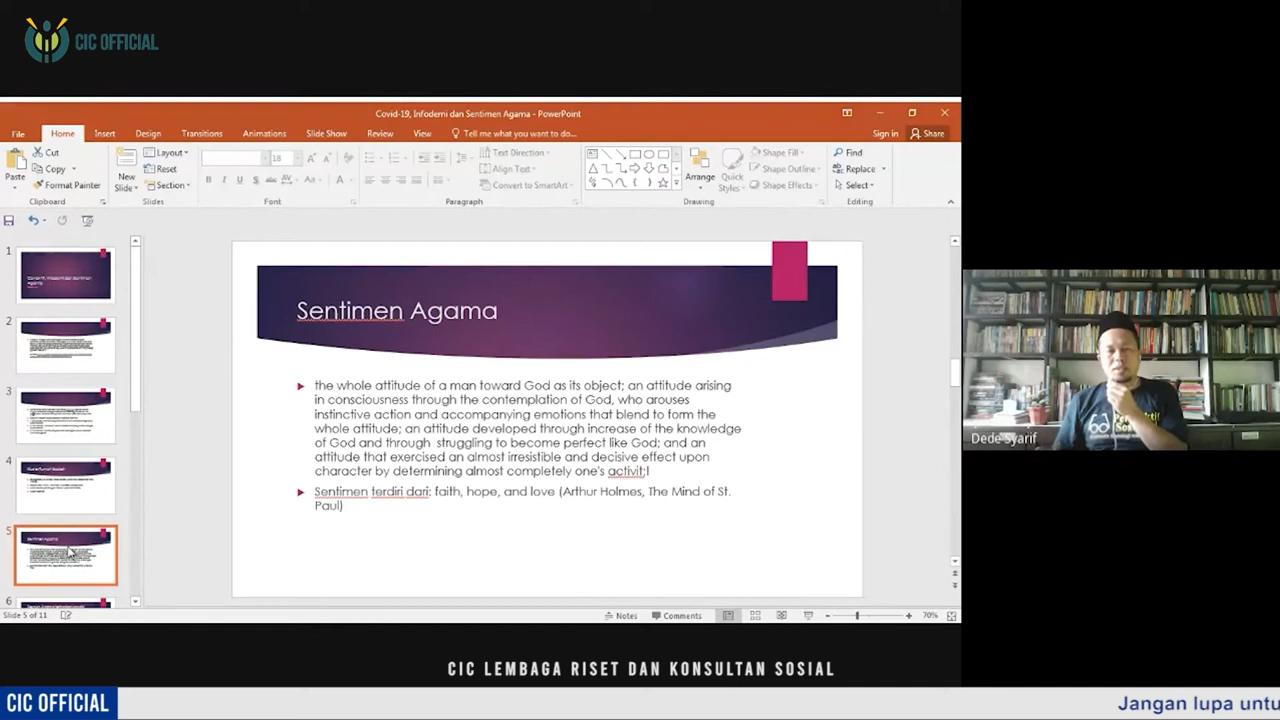 CIC OFFICIAL
Covid-19, Infodemi dan Sentimen Agama - PowerPoint
File Home Insert Design Transitions Animations Slide Show Review View Tell me what you want to do... Sign in Share
Paste
Cut
Copy
Format Painter
Clipboard
New
Slide
Layout
Reset
Section
Slides
18
Font
Text Direction
Align Text
Convert to SmartArt
Paragraph
Arrange
Quick
Styles
Shape Fill
Shape Outline
Shape Effects
Drawing
Find
Replace
Select
Editing
1
2
3
4
5
Sentimen Agama
6
Sentimen Agama
the whole attitude of a man toward God as its object; an attitude arising
in consciousness through the contemplation of God, who arouses
instinctive action and accompanying emotions that blend to form the
whole attitude; an attitude developed through increase of the knowledge
of God and through struggling to become perfect like God; and an
attitude that exercised an almost irresistible and decisive effect upon
character by determining almost completely one's activit;l
Sentimen terdiri dari: faith, hope, and love (Arthur Holmes, The Mind of St.
Paul)
Slide 5 of 11
Notes Comments 70%
Dede Syarif
CIC LEMBAGA RISET DAN KONSULTAN SOSIAL
CIC OFFICIAL
Jangan lupa untu